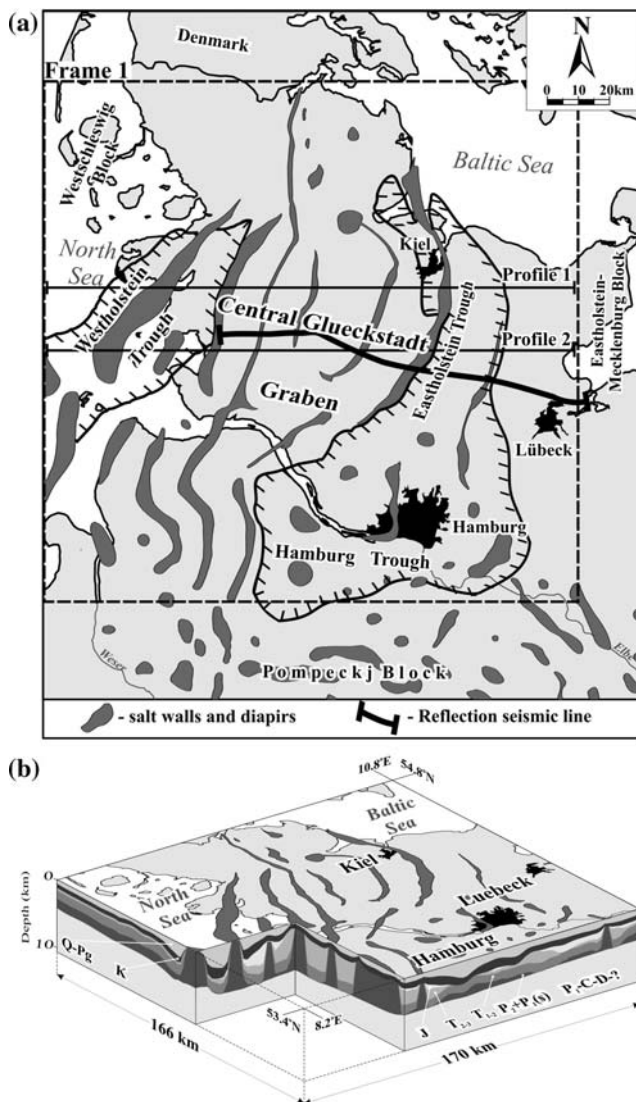 (a)
Denmark
N
0 10 20km
Frame 1
Westschleswig
Block
Baltic Sea
North
Sea
Kiel
Profile 1
Westholstein
Trough
Central Glueckstadt
Profile 2
Eastholstein Trough
Eastholstein-
Mecklenburg Block
Graben
Lübeck
Hamburg
Hamburg Trough
Weser
Elbe
Pompeckj Block
- salt walls and diapirs
- Reflection seismic line
(b)
10.8°E
54.8°N
Baltic
Sea
Kiel
0
Depth (km)
North
Sea
Luebeck
10
Q-Pg
K
Hamburg
53.4°N
8.2°E
J
166 km
170 km